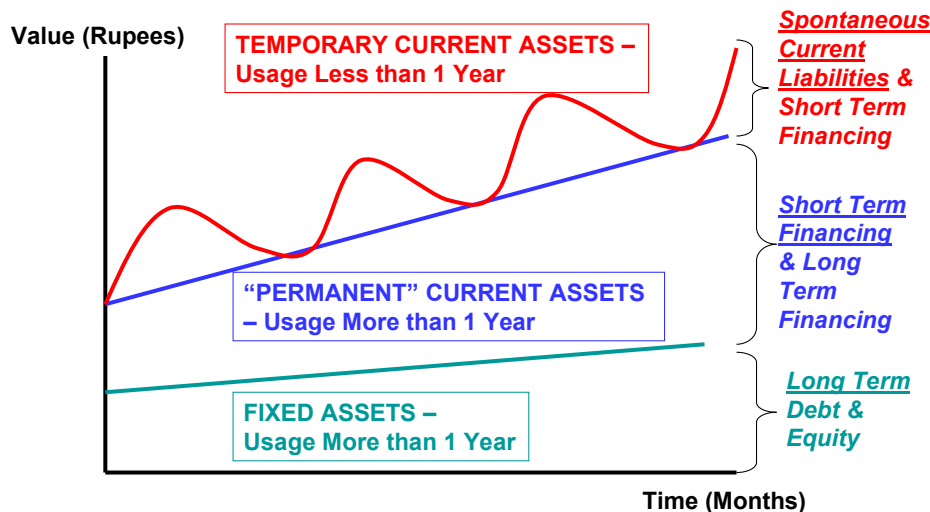 Value (Rupees)
TEMPORARY CURRENT ASSETS –
Usage Less than 1 Year
Spontaneous
Current
Liabilities &
Short Term
Financing
“PERMANENT” CURRENT ASSETS
– Usage More than 1 Year
Short Term
Financing
& Long
Term
Financing
FIXED ASSETS –
Usage More than 1 Year
Long Term
Debt &
Equity
Time (Months)